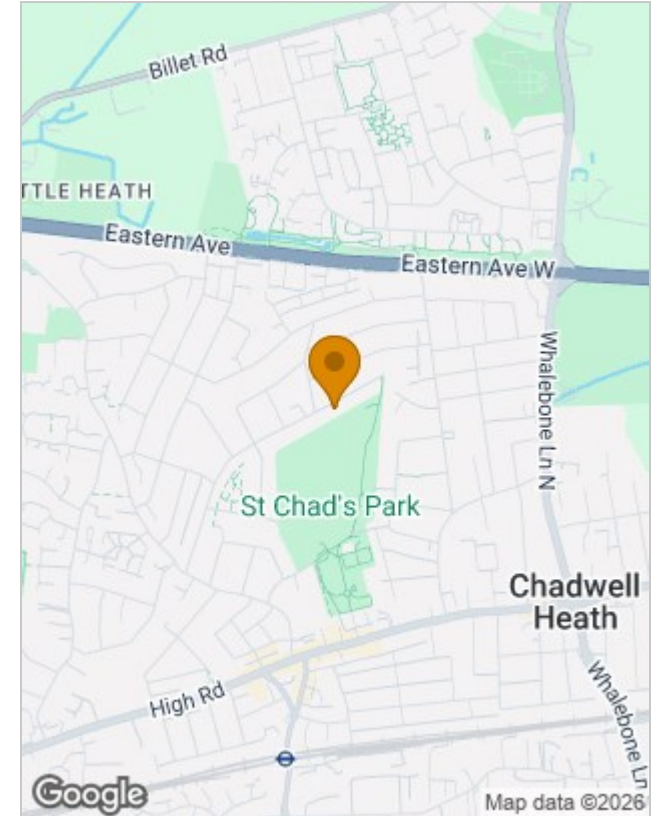 Billet Rd
TTLE HEATH
Eastern Ave
Eastern Ave W
Whalebone Ln N
St Chad's Park
Chadwell
Heath
High Rd
Whalebone Ln
Google
Map data ©2026